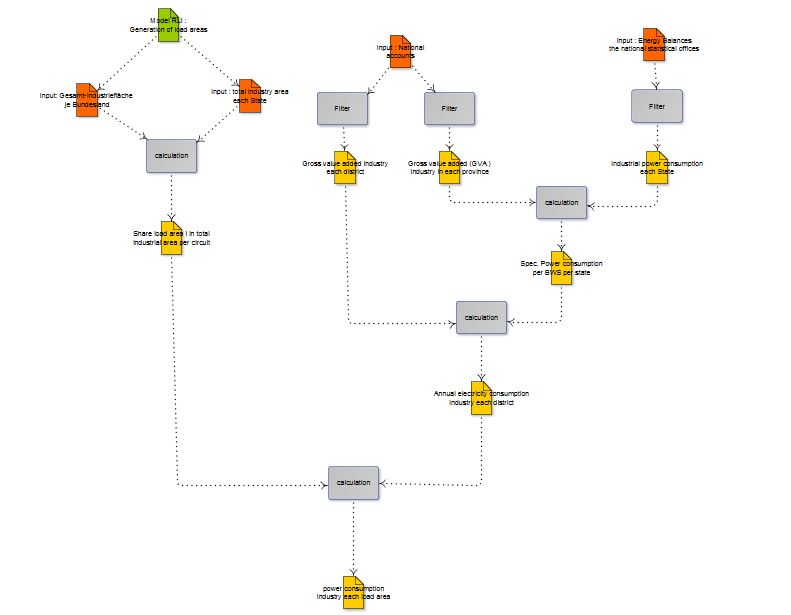 Model RLI :
Generation of load areas
Input : National
accounts
Input : Energy Balances
the national statistical offices
Input: Gesamt-Industriefläche
je Bundesland
Input : total industry area
each State
Filter
Filter
Filter
calculation
Gross value added industry
each district
Gross value added (GVA )
Industry in each province
Industrial power consumption
each State
calculation
Share load area i in total
industrial area per circuit
Spec. Power consumption
per BWS per state
calculation
Annual electricity consumption
Industry each district
calculation
power consumption
Industry each load area